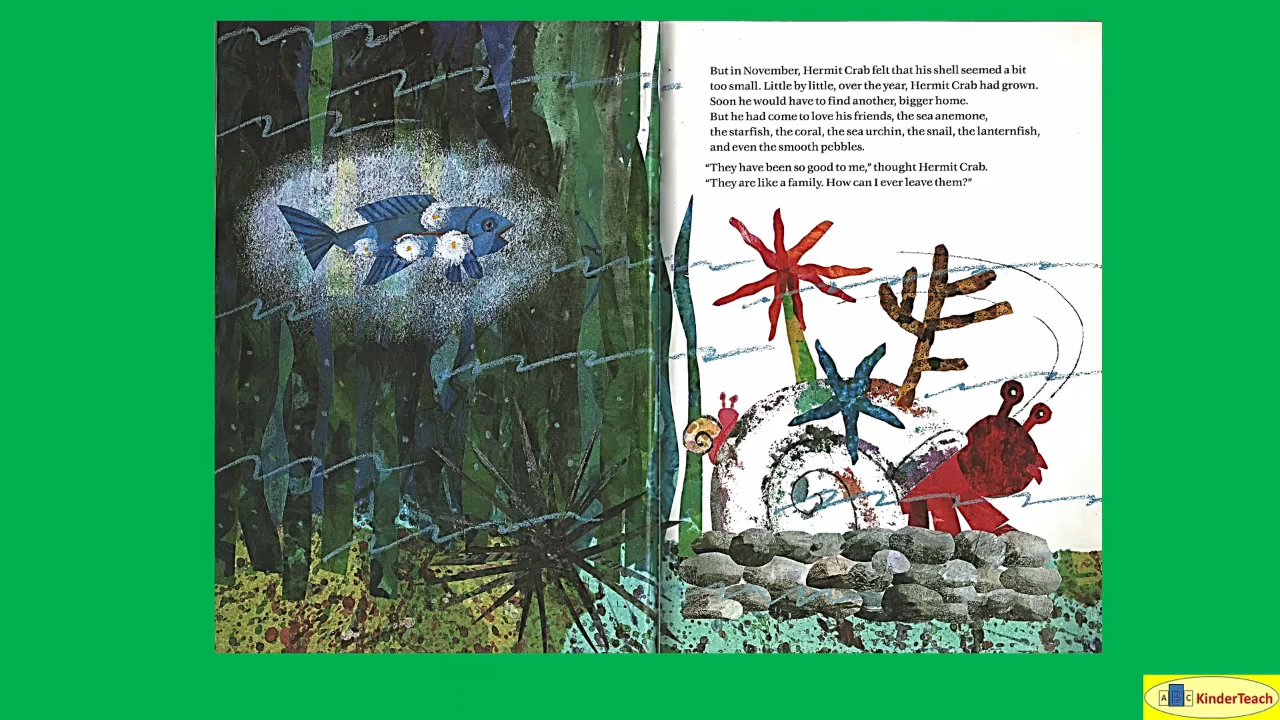 But in November, Hermit Crab felt that his shell seemed a bit
too small. Little by little, over the year, Hermit Crab had grown.
Soon he would have to find another, bigger home.
But he had come to love his friends, the sea anemone,
the starfish, the coral, the sea urchin, the snail, the lanternfish,
and even the smooth pebbles.
"They have been so good to me," thought Hermit Crab.
"They are like a family. How can I ever leave them?"
A B C KinderTeach